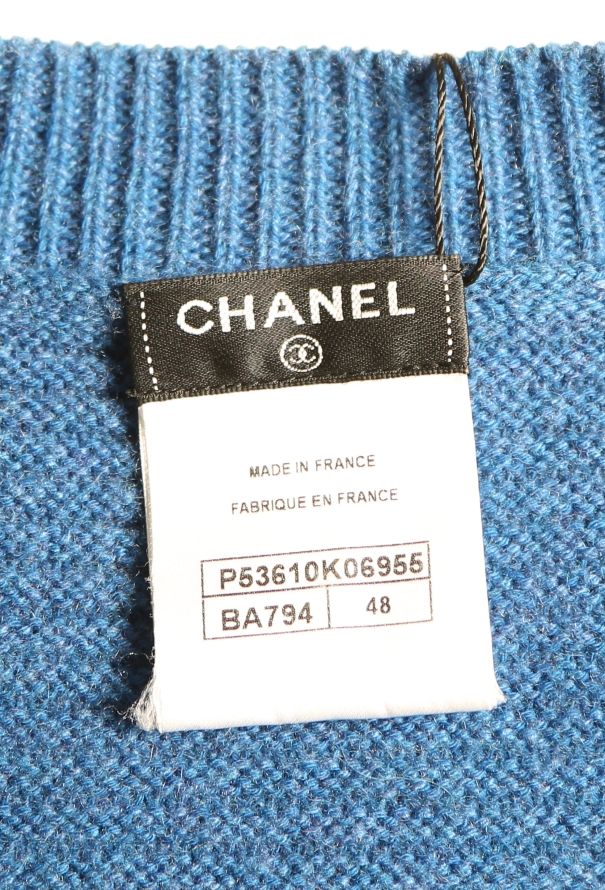 CHANEL
MADE IN FRANCE
FABRIQUE EN FRANCE
P53610K06955
BA794 48